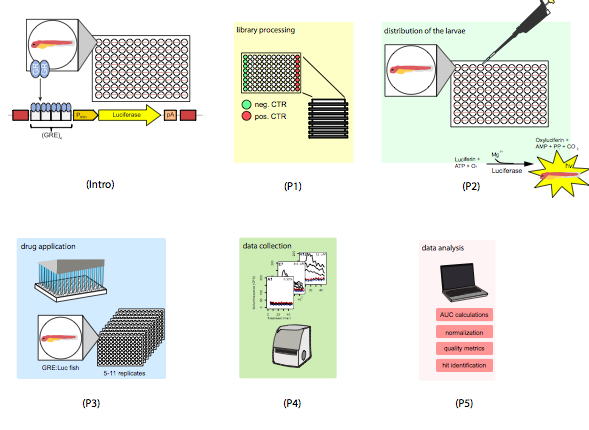 Luciferase
pA
(GRE)
(Intro)
library processing
neg. CTR
pos. CTR
(P1)
distribution of the larvae
Luciferin +
ATP + O
Mg
Luciferase
Oxyluciferin +
AMP + PP + CO
hν
(P2)
drug application
GRE:Luc fish
5-11 replicates
(P3)
data collection
(P4)
data analysis
AUC calculations
normalization
quality metrics
hit identification
(P5)